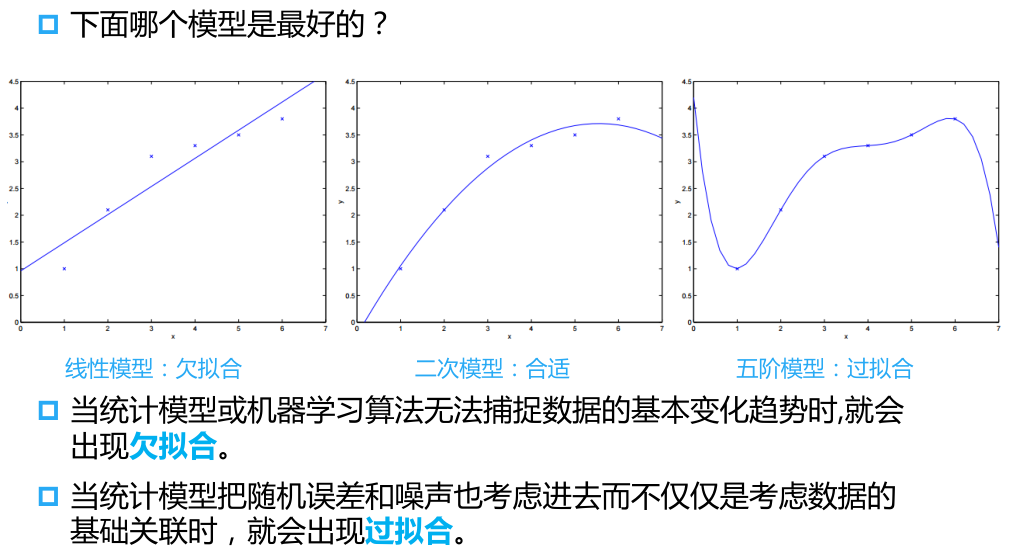 下面哪个模型是最好的？
4.5 4.5 4.5
4 4 4
3.5 3.5 3.5
3 3 3
2.5 2.5 2.5
y y
2 2 2
1.5 1.5 1.5
1 1 1
0.5 0.5 0.5
0 0 0
0 1 2 3 4 5 6 7 0 1 2 3 4 5 6 7 0 1 2 3 4 5 6 7
x x x
线性模型：欠拟合 二次模型：合适 五阶模型：过拟合
当统计模型或机器学习算法无法捕捉数据的基本变化趋势时,就会
出现欠拟合。
当统计模型把随机误差和噪声也考虑进去而不仅仅是考虑数据的
基础关联时，就会出现过拟合。